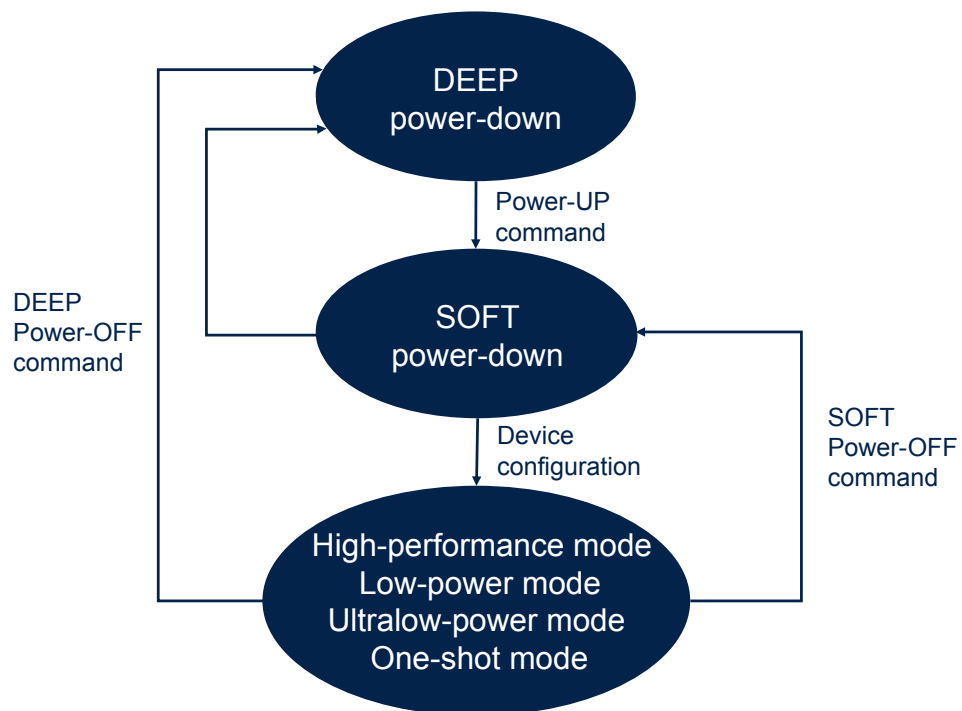 DEEP
power-down
Power-UP
command
DEEP
Power-OFF
command
SOFT
power-down
SOFT
Power-OFF
command
Device
configuration
High-performance mode
Low-power mode
Ultralow-power mode
One-shot mode